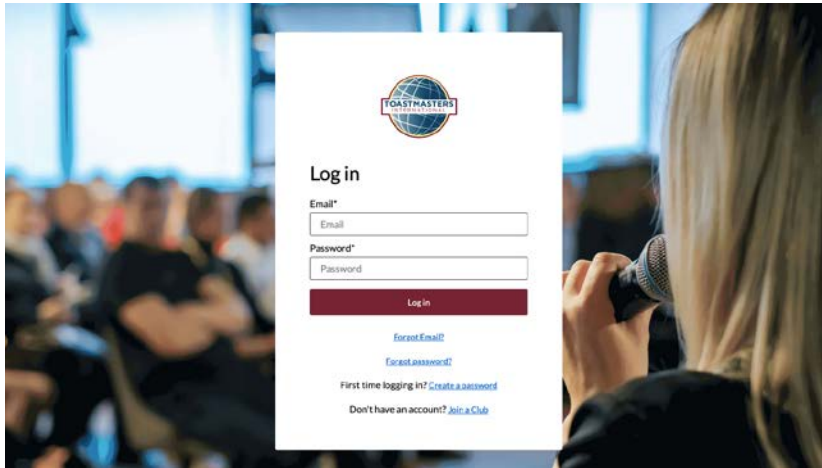 TOASTMASTERS
INTERNATIONAL
Log in
Email*
Email
Password*
Password
Log in
Forgot Email?
Forgot password?
First time logging in? Create a password
Don't have an account? Join a Club